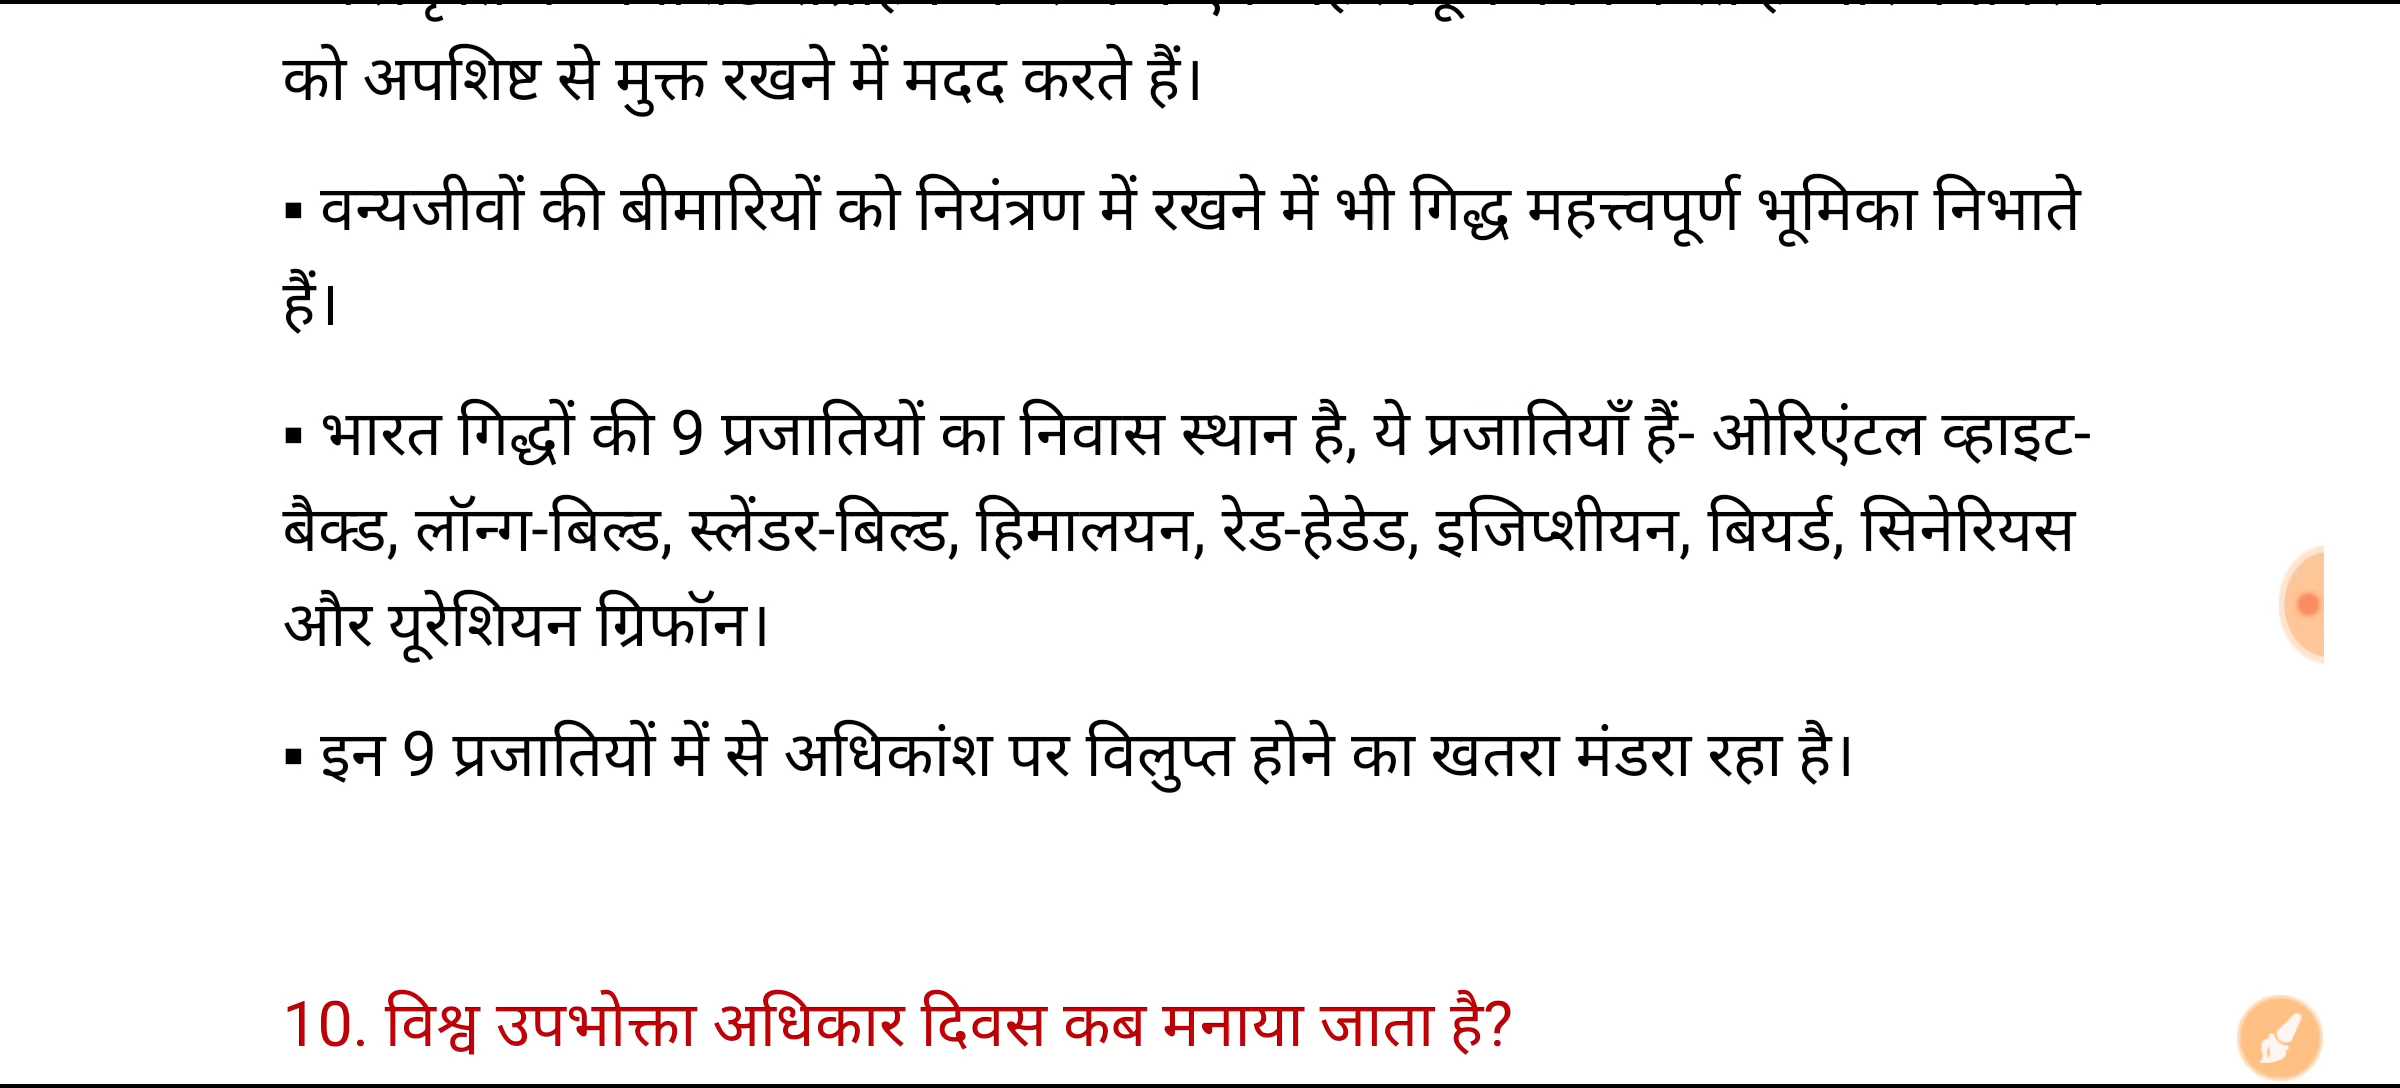 को अपशिष्ट से मुक्त रखने में मदद करते हैं।
▪ वन्यजीवों की बीमारियों को नियंत्रण में रखने में भी गिद्ध महत्त्वपूर्ण भूमिका निभाते
हैं।
▪ भारत गिद्धों की 9 प्रजातियों का निवास स्थान है, ये प्रजातियाँ हैं- ओरिएंटल व्हाइट-
बैक्ड, लॉन्ग-बिल्ड, स्लेंडर-बिल्ड, हिमालयन, रेड-हेडेड, इजिप्शीयन, बियर्ड, सिनेरियस
और यूरेशियन ग्रिफॉन।
▪ इन 9 प्रजातियों में से अधिकांश पर विलुप्त होने का खतरा मंडरा रहा है।
10. विश्व उपभोक्ता अधिकार दिवस कब मनाया जाता है?